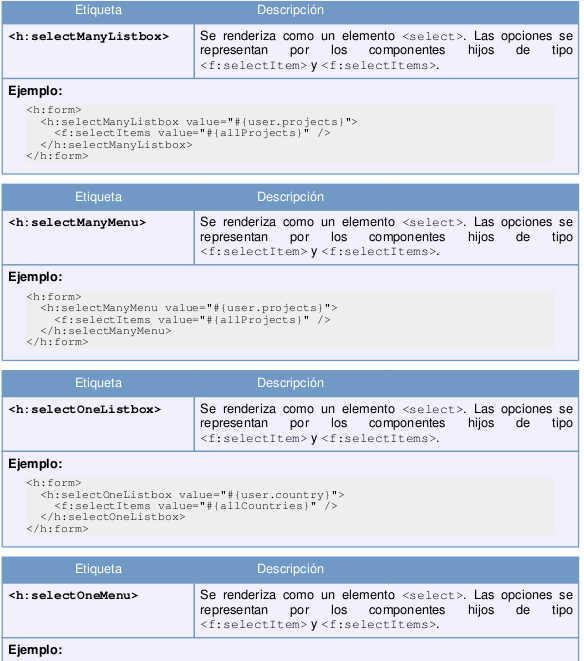 Etiqueta Descripción
<h:selectManyListbox> Se renderiza como un elemento <select>. Las opciones se
representan por los componentes hijos de tipo
<f:selectItem> y <f:selectItems>.
Ejemplo:
<h:form>
<h:selectManyListbox value="#{user.projects}">
<f:selectItems value="#{allProjects}" />
</h:selectManyListbox>
</h:form>
Etiqueta Descripción
<h:selectManyMenu> Se renderiza como un elemento <select>. Las opciones se
representan por los componentes hijos de tipo
<f:selectItem> y <f:selectItems>.
Ejemplo:
<h:form>
<h:selectManyMenu value="#{user.projects}">
<f:selectItems value="#{allProjects}" />
</h:selectManyMenu>
</h:form>
Etiqueta Descripción
<h:selectOneListbox> Se renderiza como un elemento <select>. Las opciones se
representan por los componentes hijos de tipo
<f:selectItem> y <f:selectItems>.
Ejemplo:
<h:form>
<h:selectOneListbox value="#{user.country}">
<f:selectItems value="#{allCountries}" />
</h:selectOneListbox>
</h:form>
Etiqueta Descripción
<h:selectOneMenu> Se renderiza como un elemento <select>. Las opciones se
representan por los componentes hijos de tipo
<f:selectItem> y <f:selectItems>.
Ejemplo: